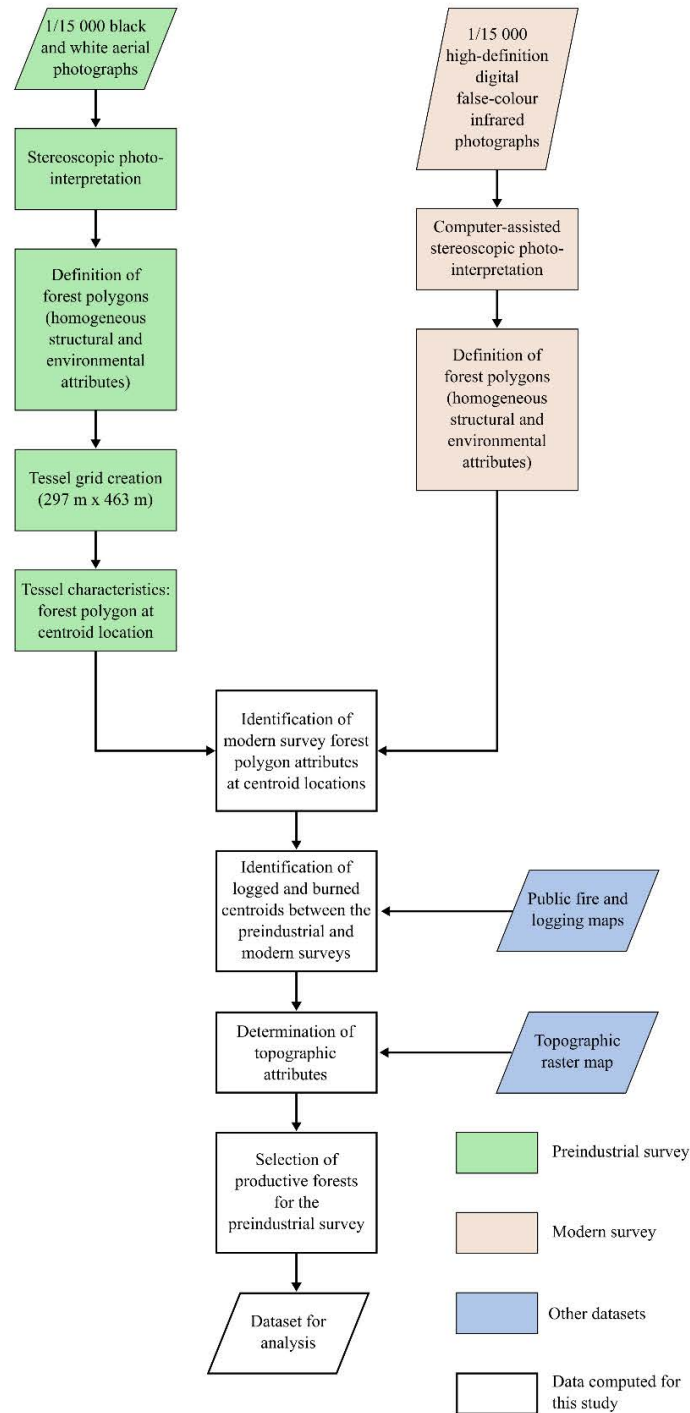 1/15 000 black
and white aerial
photographs
Stereoscopic photo-
interpretation
Definition of
forest polygons
(homogeneous
structural and
environmental
attributes)
Tessel grid creation
(297 m x 463 m)
Tessel characteristics:
forest polygon at
centroid location
1/15 000
high-definition
digital
false-colour
infrared
photographs
Computer-assisted
stereoscopic photo-
interpretation
Definition of
forest polygons
(homogeneous
structural and
environmental
attributes)
Identification of
modern survey forest
polygon attributes
at centroid locations
Identification of
logged and burned
centroids between the
preindustrial and
modern surveys
Public fire and
logging maps
Determination of
topographic
attributes
Topographic
raster map
Selection of
productive forests
for the
preindustrial survey
Dataset for
analysis
Preindustrial survey
Modern survey
Other datasets
Data computed for
this study